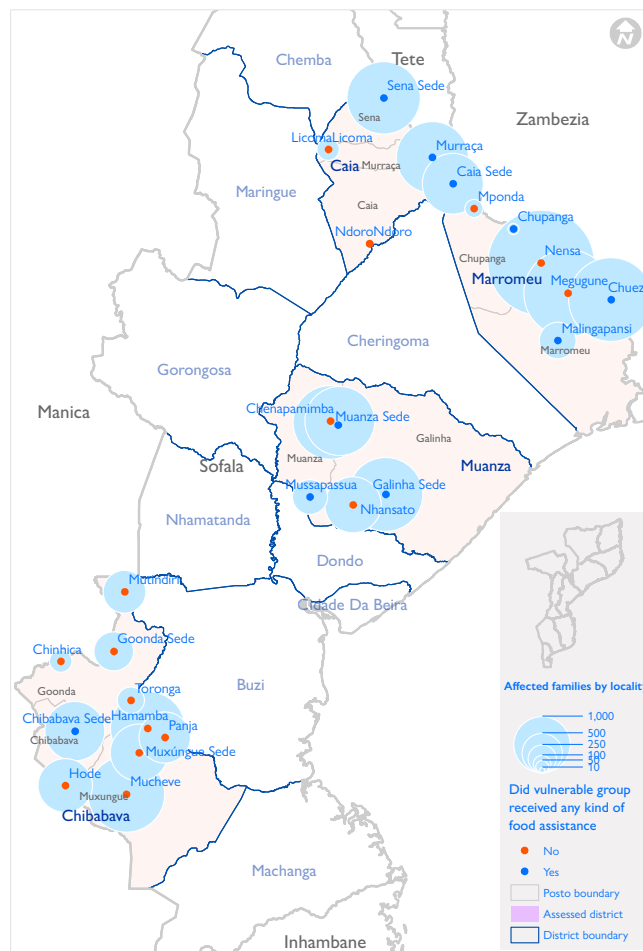 N
Chemba
Tete
Sena Sede
Sena
Zambezia
LicomaLicoma
Murraça
Caia
Murraça
Caia Sede
Maringue
Mponda
Caia
Chupanga
NdoroNdoro
Nensa
Chupanga
Marromeu
Megugune
Chuez
Malingapansi
Marromeu
Cheringoma
Gorongosa
Manica
Chenapamimba
Muanza Sede
Galinha
Muanza
Muanza
Sofala
Mussapassua
Galinha Sede
Nhansato
Nhamatanda
Dondo
Mutindiri
Cidade Da Beira
Goonda Sede
Chinhica
Buzi
Goonda
Toronga
Chibabava Sede
Hamamba
Panja
Chibabava
Muxúngue Sede
Hode
Mucheve
Muxungue
Chibabava
Machanga
Inhambane
Affected families by localit
1,000
500
250
100
50
10
Did vulnerable group
received any kind of
food assistance
No
Yes
Posto boundary
Assessed district
District boundary